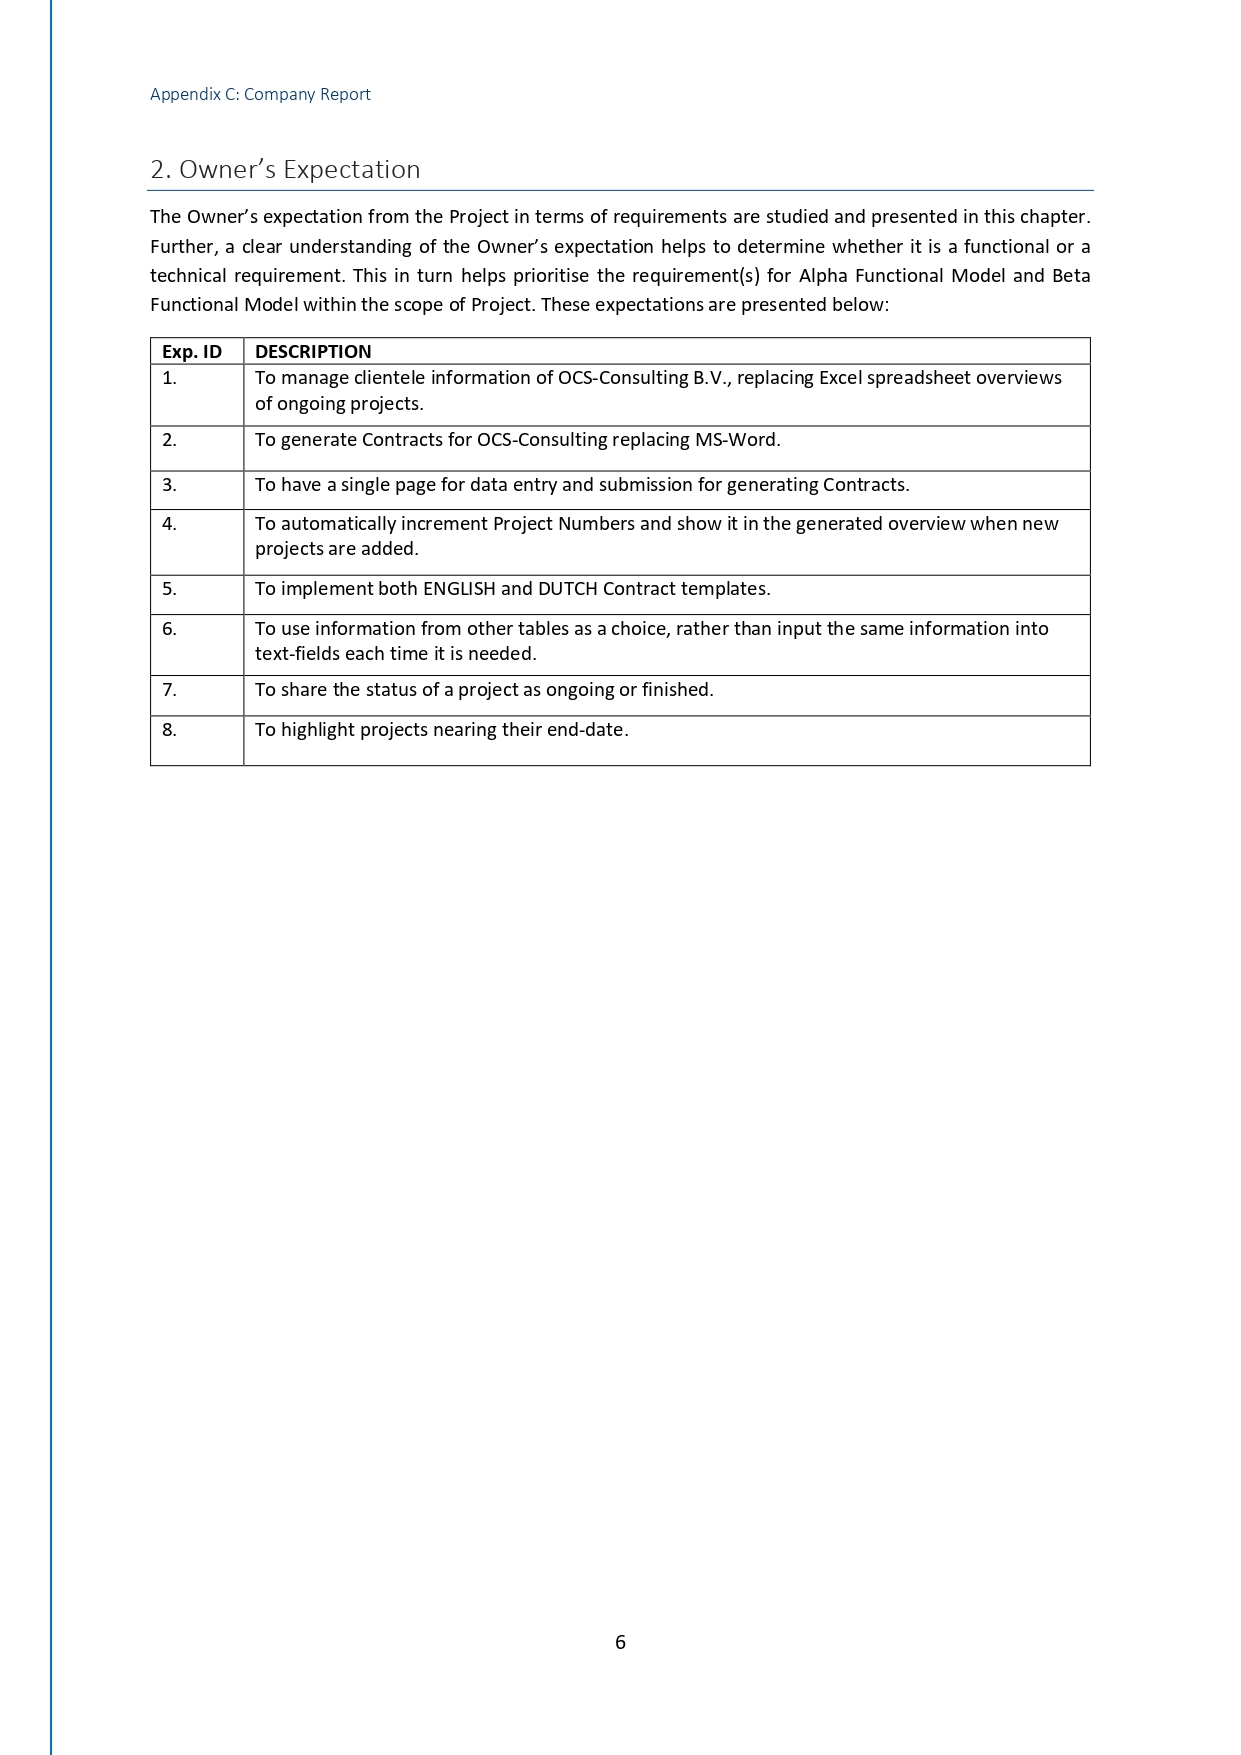 Appendix C: Company Report
2. Owner’s Expectation
The Owner’s expectation from the Project in terms of requirements are studied and presented in this chapter.
Further, a clear understanding of the Owner’s expectation helps to determine whether it is a functional or a
technical requirement. This in turn helps prioritise the requirement(s) for Alpha Functional Model and Beta
Functional Model within the scope of Project. These expectations are presented below:
Exp. ID DESCRIPTION
1. To manage clientele information of OCS-Consulting B.V., replacing Excel spreadsheet overviews
of ongoing projects.
2. To generate Contracts for OCS-Consulting replacing MS-Word.
3. To have a single page for data entry and submission for generating Contracts.
4. To automatically increment Project Numbers and show it in the generated overview when new
projects are added.
5. To implement both ENGLISH and DUTCH Contract templates.
6. To use information from other tables as a choice, rather than input the same information into
text-fields each time it is needed.
7. To share the status of a project as ongoing or finished.
8. To highlight projects nearing their end-date.
6